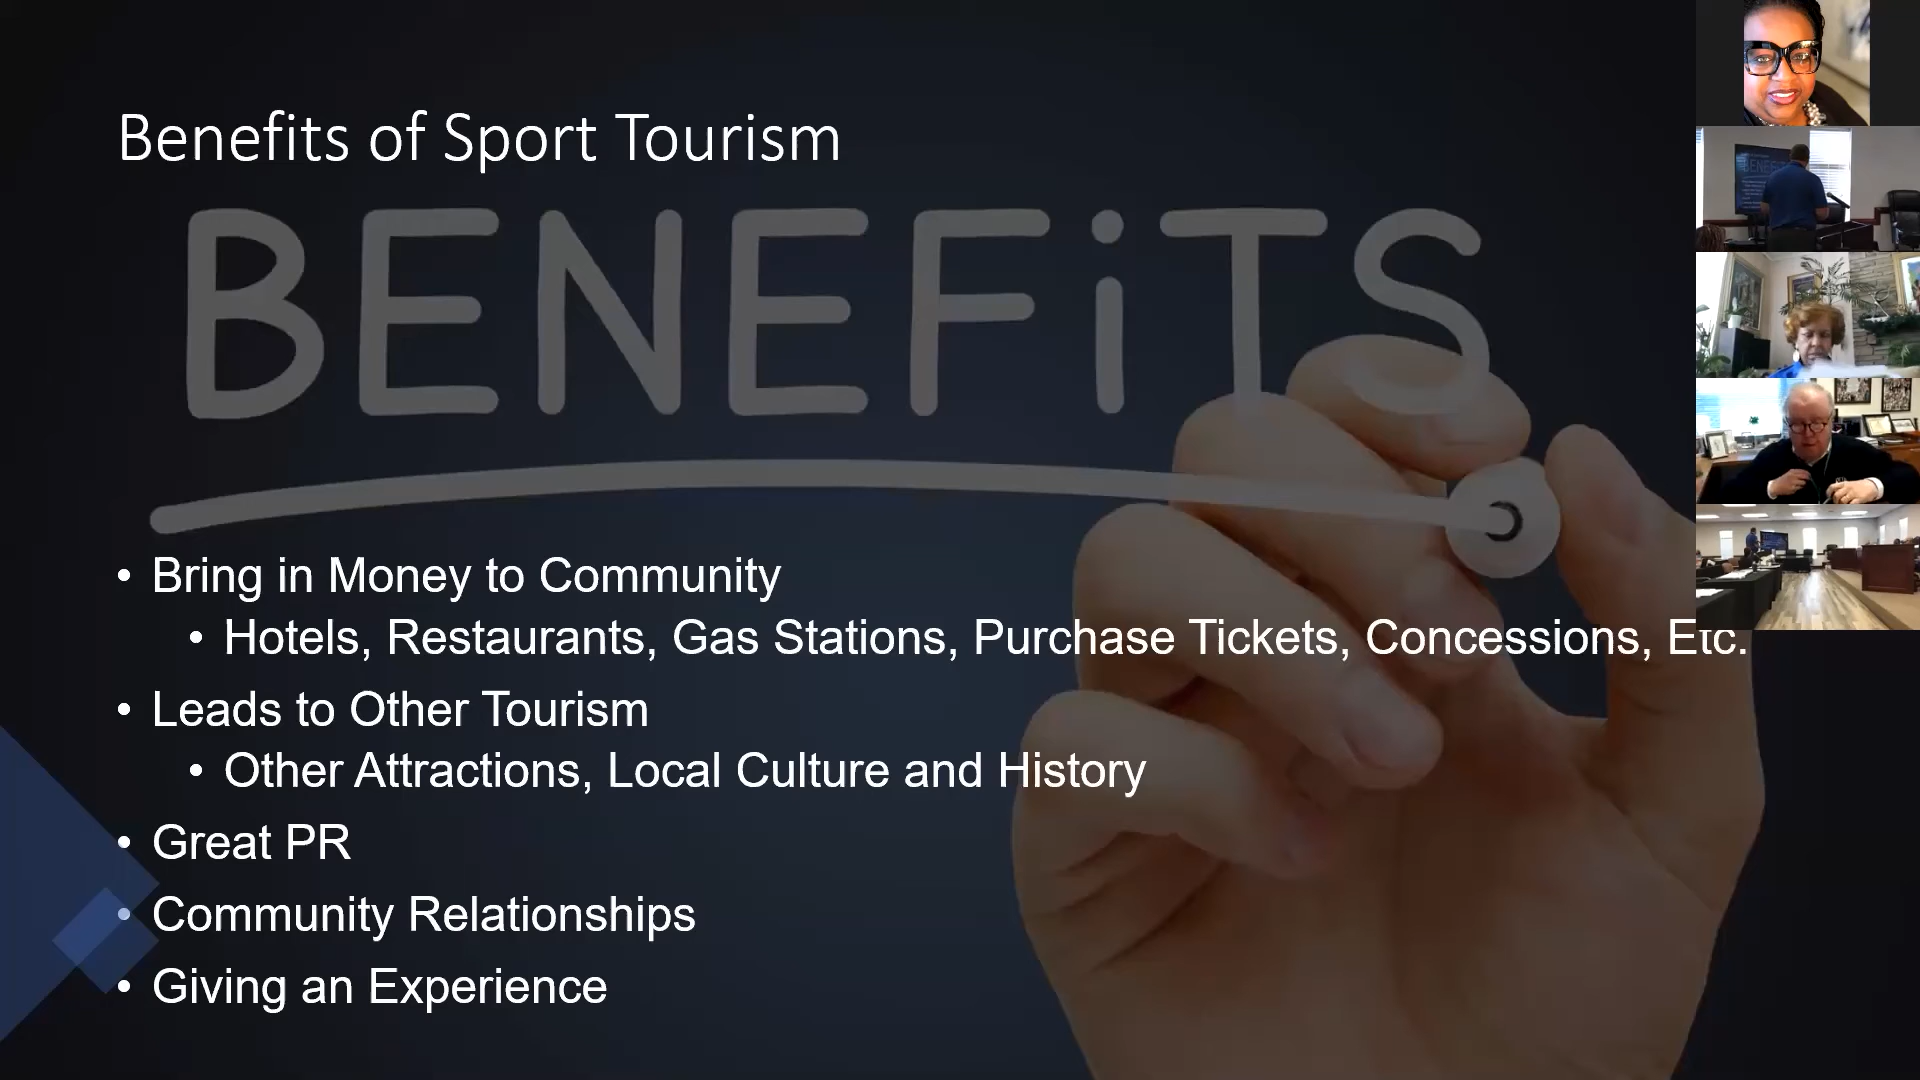 Benefits of Sport Tourism
BENEFiTS
• Bring in Money to Community
• Hotels, Restaurants, Gas Stations, Purchase Tickets, Concessions, Etc.
• Leads to Other Tourism
• Other Attractions, Local Culture and History
• Great PR
• Community Relationships
• Giving an Experience
BENEFITS